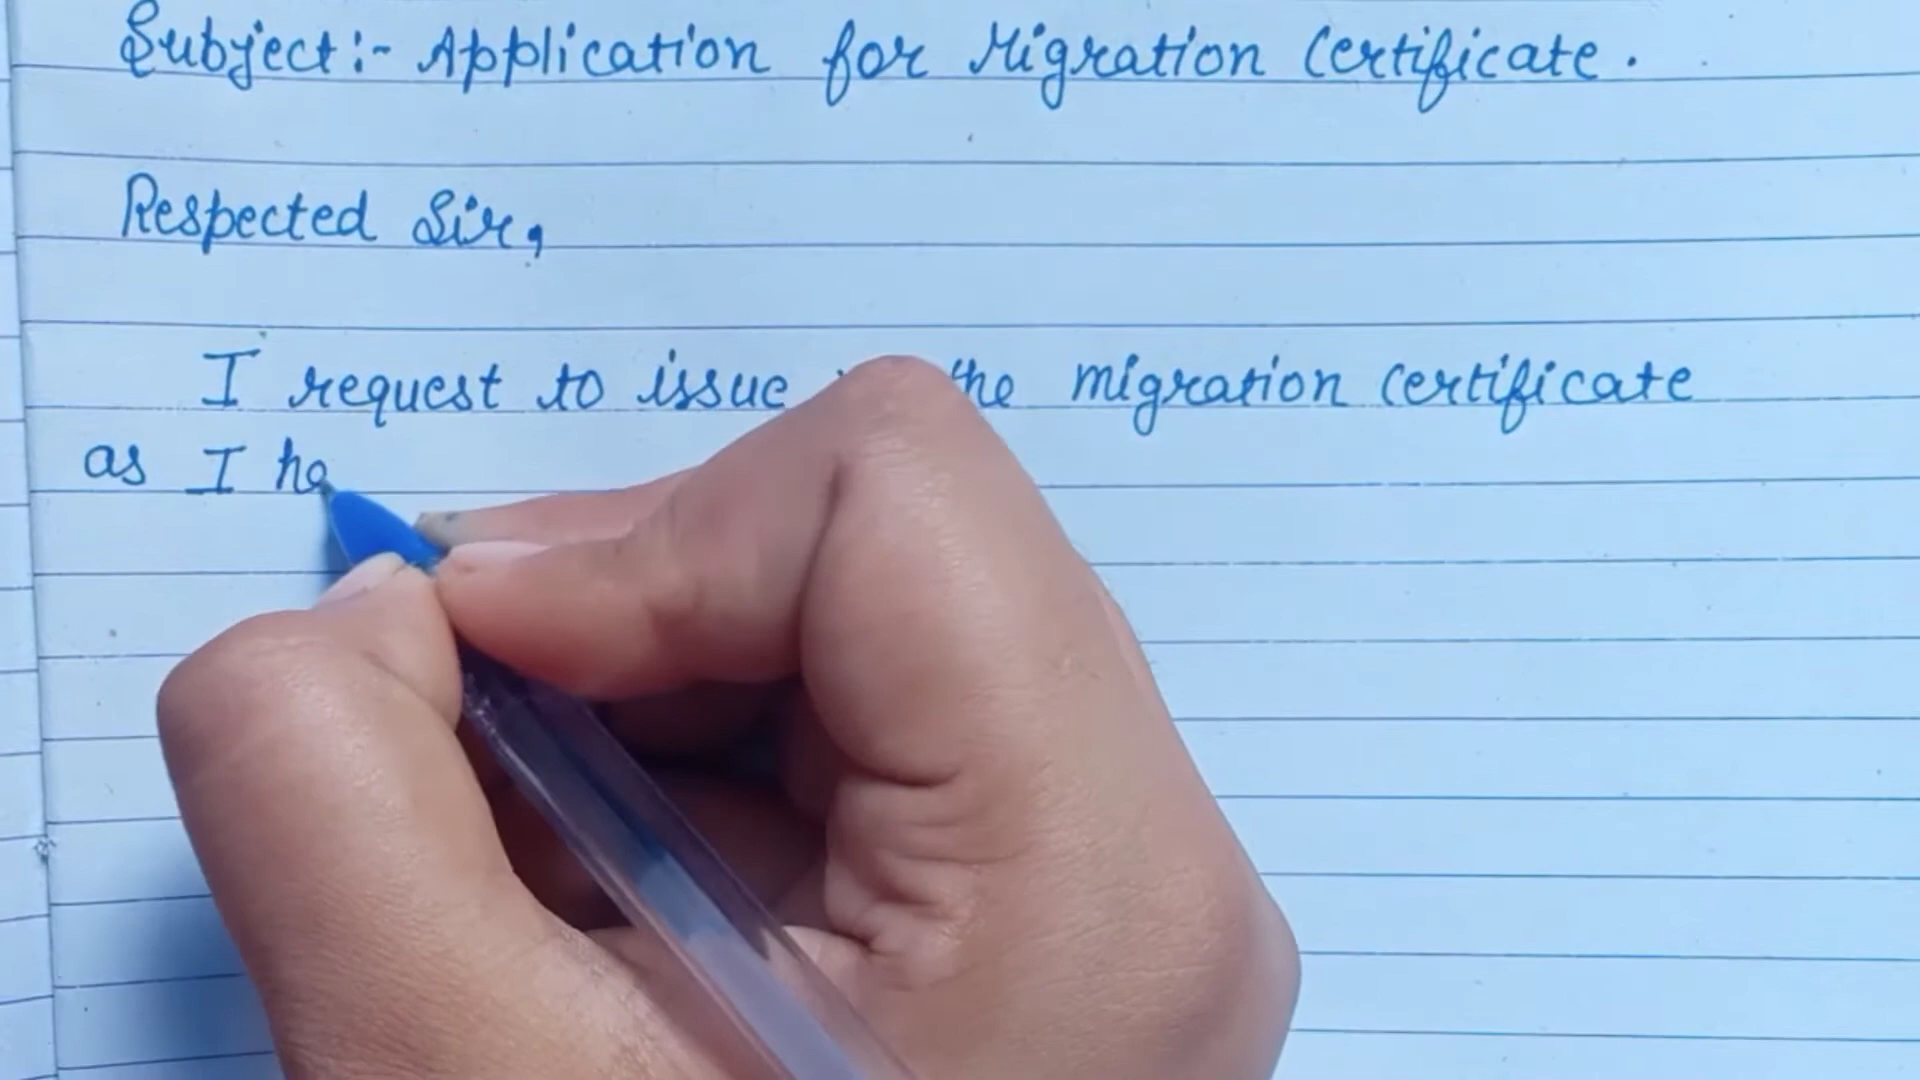 Subject:- Application for Migration Certificate.
Respected Sir,
I request to issue the migration certificate
as I